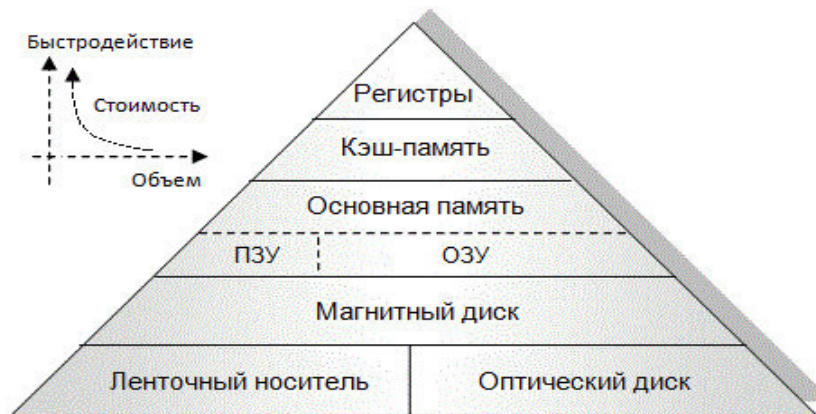 Быстродействие
Стоимость
Объем
Регистры
Кэш-память
Основная память
ПЗУ ОЗУ
Магнитный диск
Ленточный носитель Оптический диск